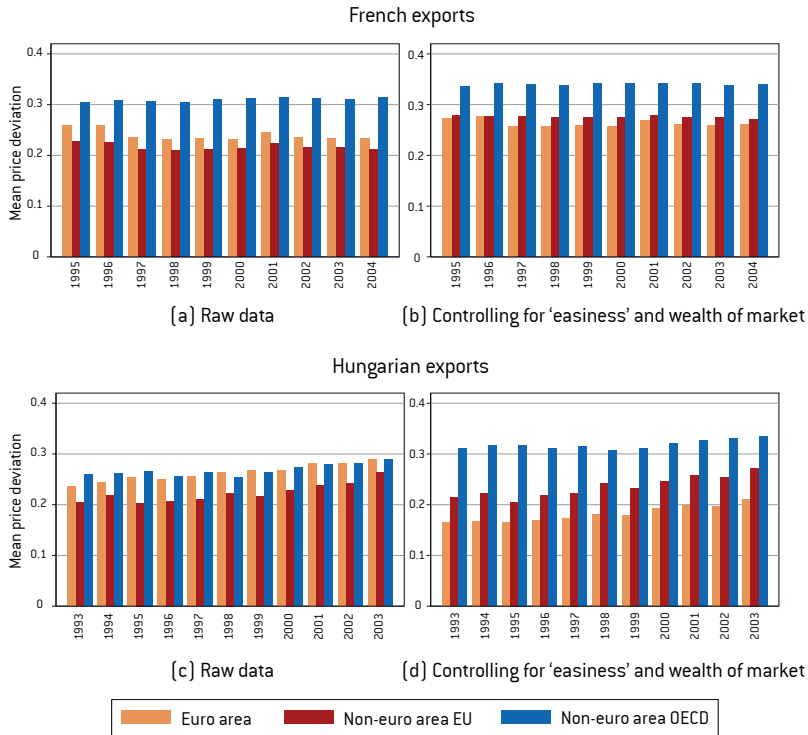 French exports
Mean price deviation
0.4
0.3
0.2
0.1
0
1995 1996 1997 1998 1999 2000 2001 2002 2003 2004
(a) Raw data
0.4
0.3
0.2
0.1
0
1995 1996 1997 1998 1999 2000 2001 2002 2003 2004
(b) Controlling for ‘easiness’ and wealth of market
Hungarian exports
Mean price deviation
0.4
0.3
0.2
0.1
0
1993 1994 1995 1996 1997 1998 1999 2000 2001 2002 2003
(c) Raw data
0.4
0.3
0.2
0.1
0
1993 1994 1995 1996 1997 1998 1999 2000 2001 2002 2003
(d) Controlling for ‘easiness’ and wealth of market
Euro area Non-euro area EU Non-euro area OECD